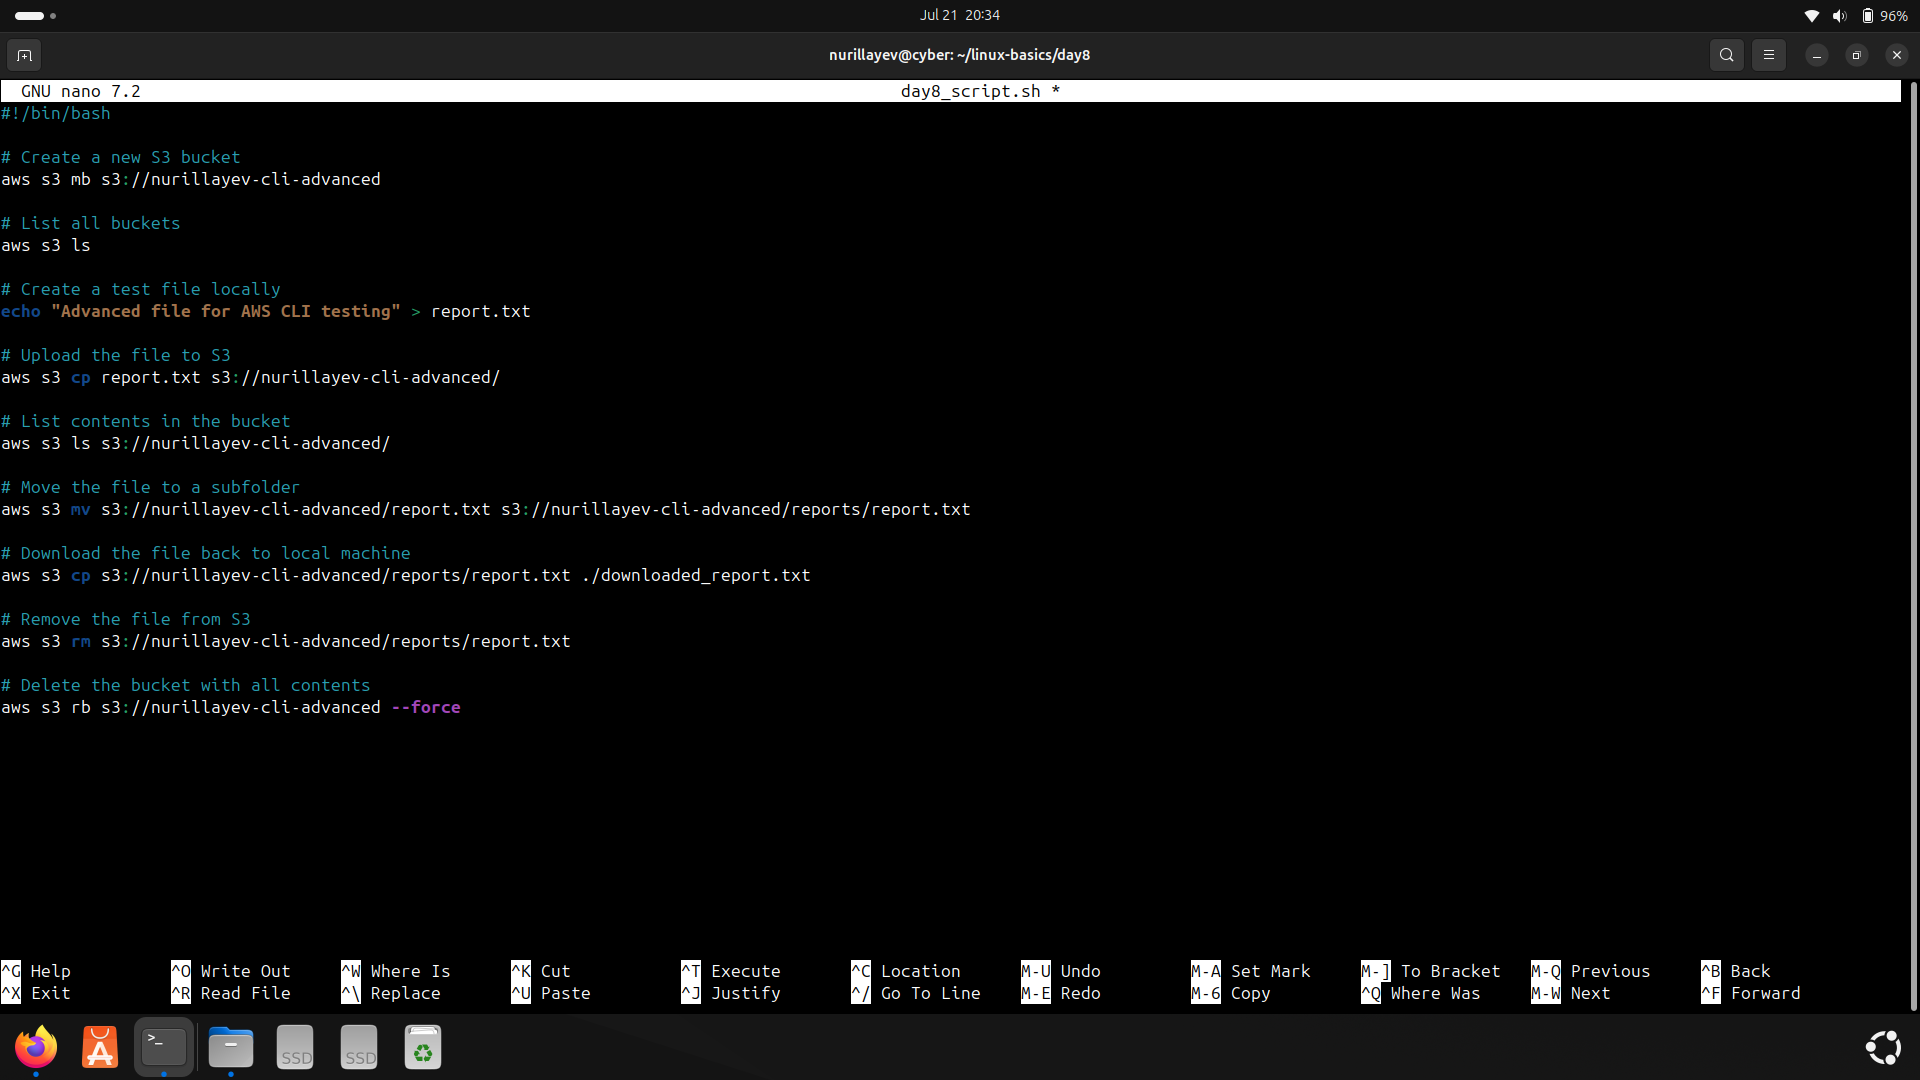 Jul 21 20:34
96%
nurillayev@cyber: ~/linux-basics/day8
GNU nano 7.2 day8_script.sh *
#!/bin/bash
# Create a new S3 bucket
aws s3 mb s3://nurillayev-cli-advanced
# List all buckets
aws s3 ls
# Create a test file locally
echo "Advanced file for AWS CLI testing" > report.txt
# Upload the file to S3
aws s3 cp report.txt s3://nurillayev-cli-advanced/
# List contents in the bucket
aws s3 ls s3://nurillayev-cli-advanced/
# Move the file to a subfolder
aws s3 mv s3://nurillayev-cli-advanced/report.txt s3://nurillayev-cli-advanced/reports/report.txt
# Download the file back to local machine
aws s3 cp s3://nurillayev-cli-advanced/reports/report.txt ./downloaded_report.txt
# Remove the file from S3
aws s3 rm s3://nurillayev-cli-advanced/reports/report.txt
# Delete the bucket with all contents
aws s3 rb s3://nurillayev-cli-advanced --force
^G Help ^O Write Out ^W Where Is ^K Cut ^T Execute ^C Location M-U Undo M-A Set Mark M-] To Bracket M-Q Previous ^B Back
^X Exit ^R Read File ^\ Replace ^U Paste ^J Justify ^/ Go To Line M-E Redo M-6 Copy ^Q Where Was M-W Next ^F Forward
>_
SSD SSD